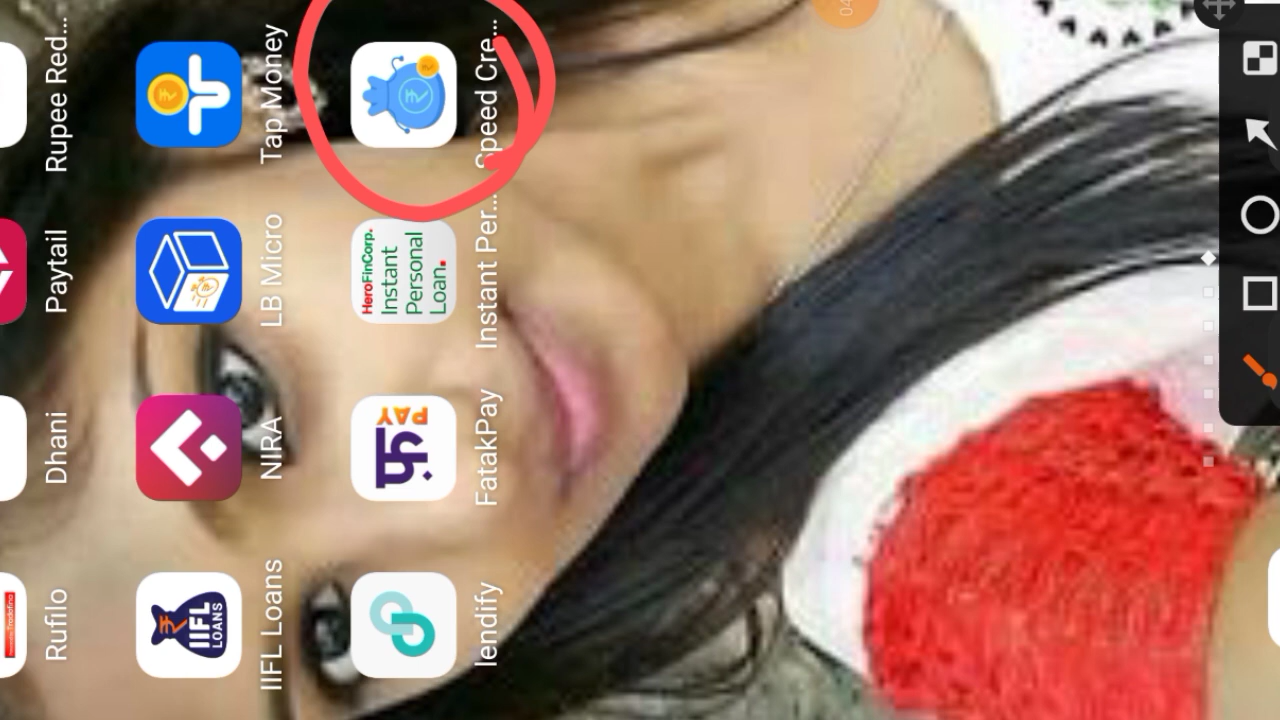 Rufilo
Dhani
Paytail
Rupee Red...
IIFL
LOANS
IIFL Loans
NIRA
LB Micro
Tap Money
lendify
फ
PAY
FatakPay
HeroFinCorp.
Instant
Personal
Loan.
Instant Per...
Speed Cre...
04